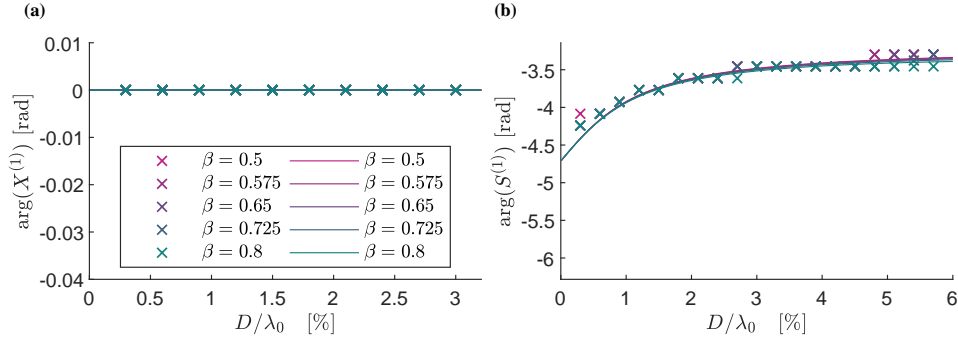 (a)
0.01
0
-0.01
-0.02
-0.03
-0.04
arg(X^{(1)}) [rad]
β = 0.5 β = 0.5
β = 0.575 β = 0.575
β = 0.65 β = 0.65
β = 0.725 β = 0.725
β = 0.8 β = 0.8
0 0.5 1 1.5 2 2.5 3
D/λ₀ [%]
(b)
-3.5
-4
-4.5
-5
-5.5
-6
arg(S^{(1)}) [rad]
0 1 2 3 4 5 6
D/λ₀ [%]